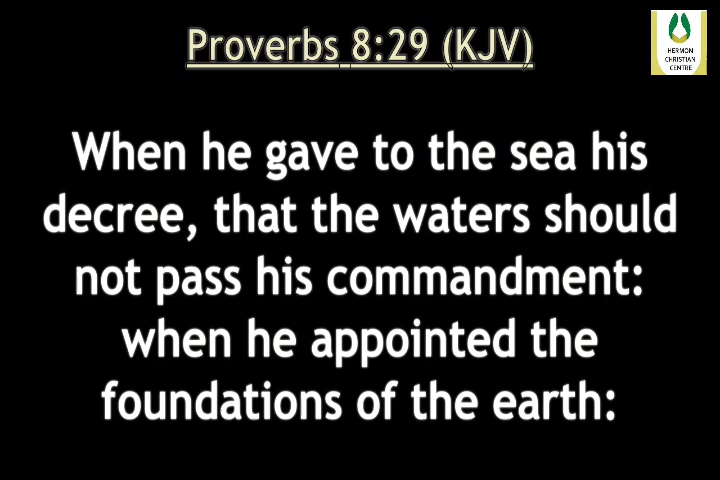 Proverbs 8:29 (KJV)
HERMON
CHRISTIAN
CENTRE
When he gave to the sea his
decree, that the waters should
not pass his commandment:
when he appointed the
foundations of the earth: